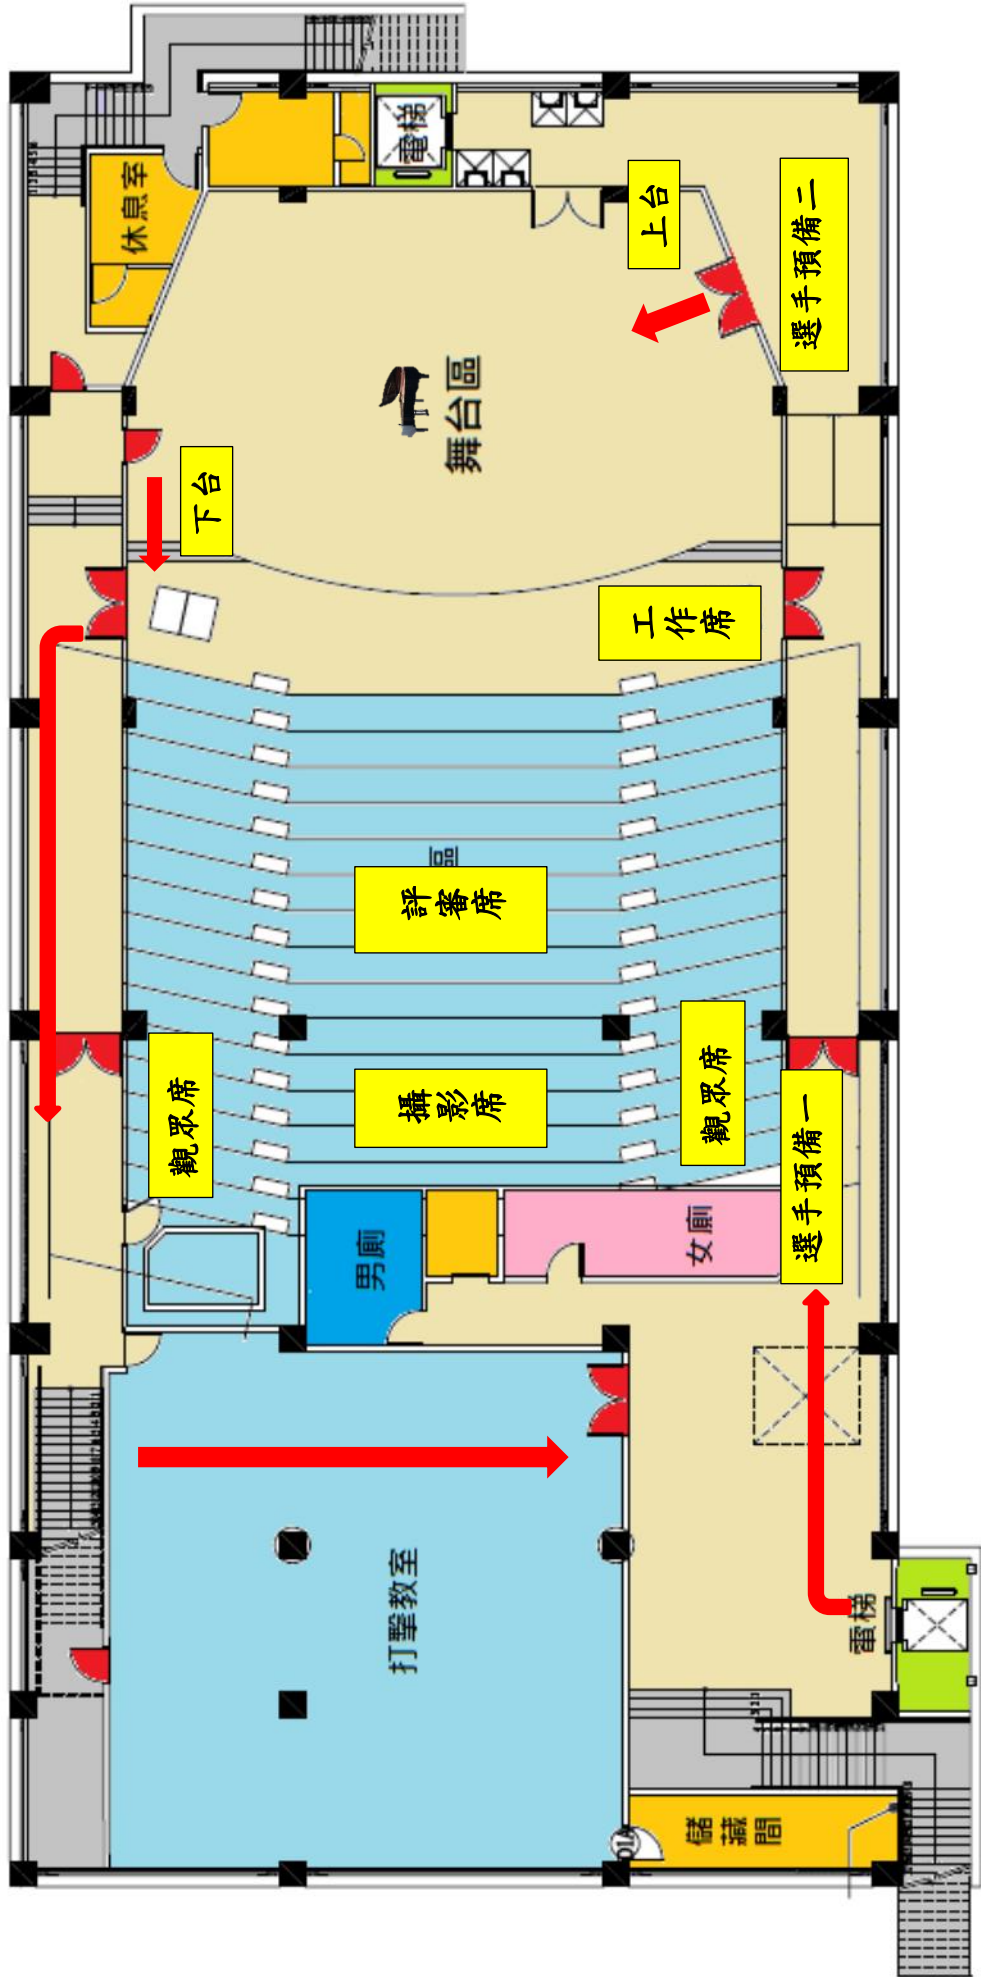 休息室
電梯
上台
選手預備二
舞台區
下台
工作席
區
評審席
觀眾席
攝影席
觀眾席
選手預備一
男廁
女廁
打擊教室
電梯
儲藏間
01A